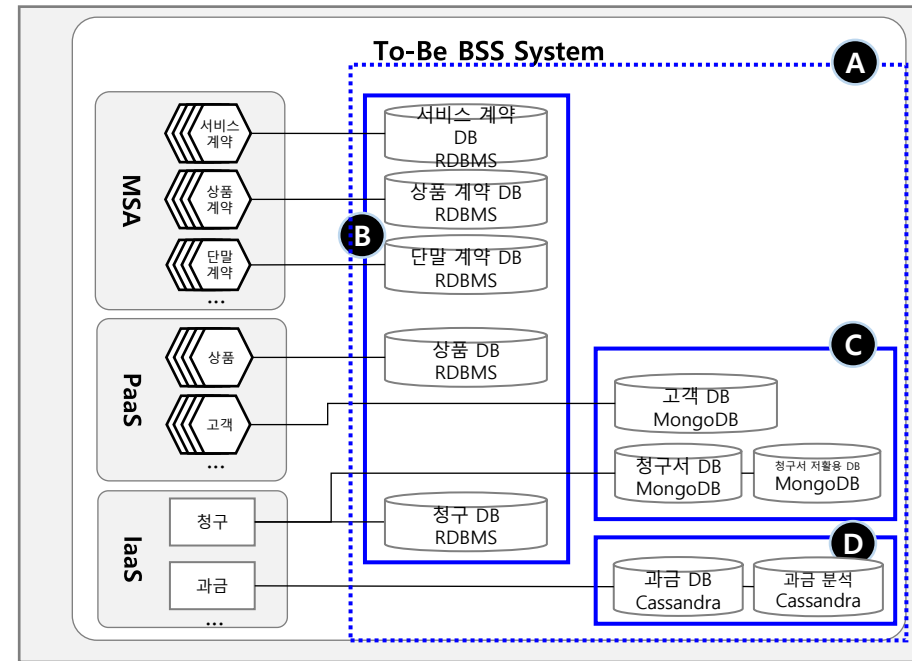 To-Be BSS System
A
MSA
서비스
계약
상품
계약
단말
계약
...
서비스 계약
DB
RDBMS
상품 계약 DB
RDBMS
B
단말 계약 DB
RDBMS
PaaS
상품
고객
...
상품 DB
RDBMS
C
고객 DB
MongoDB
청구서 DB
MongoDB
청구서 저활용 DB
MongoDB
IaaS
청구
과금
...
청구 DB
RDBMS
D
과금 DB
Cassandra
과금 분석
Cassandra